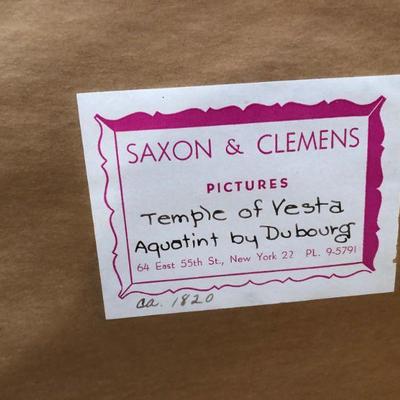 SAXON & CLEMENS
PICTURES
Temple of Vesta
Aquatint by Dubourg
64 East 55th St., New York 22 PL. 9-5791
ca. 1820